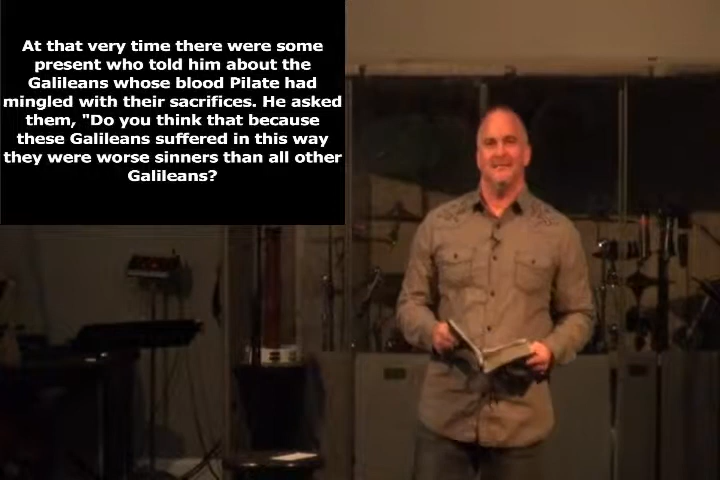 At that very time there were some
present who told him about the
Galileans whose blood Pilate had
mingled with their sacrifices. He asked
them, "Do you think that because
these Galileans suffered in this way
they were worse sinners than all other
Galileans?